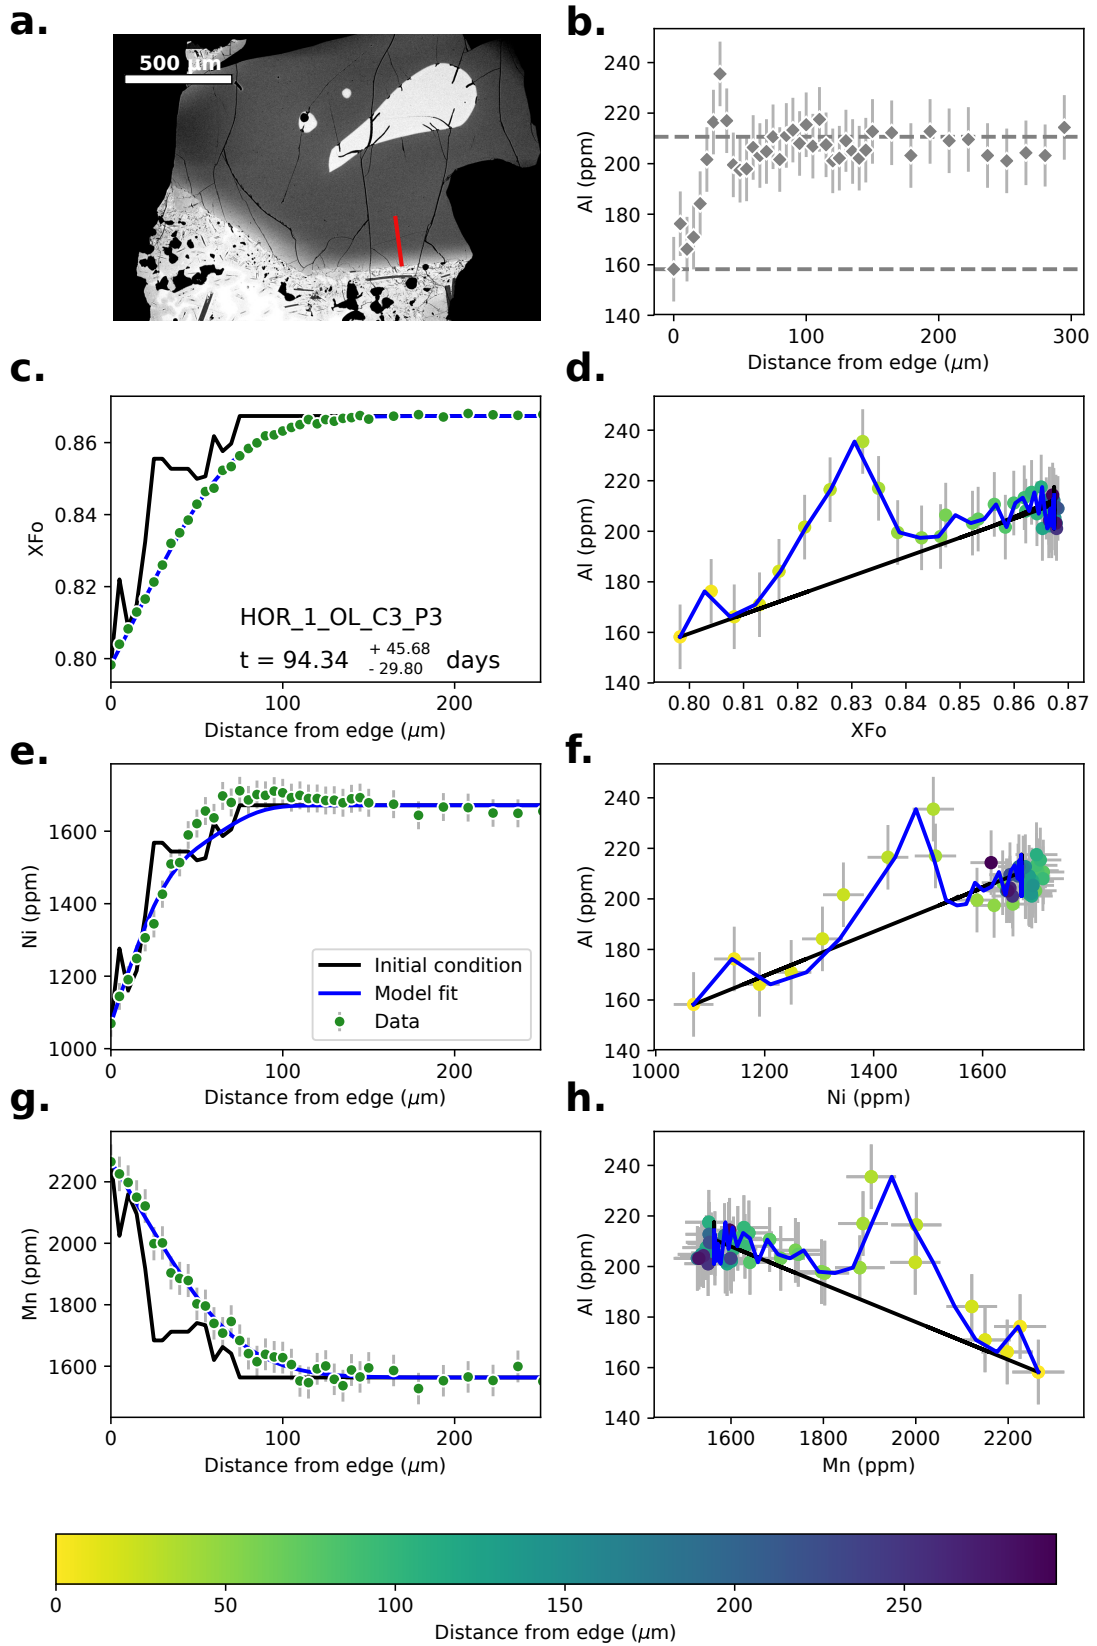 a.
500 μm
b.
240
220
200
180
160
140
Al (ppm)
0
100
200
300
Distance from edge (μm)
c.
0.86
0.84
0.82
0.80
XFo
HOR_1_OL_C3_P3
t = 94.34 + 45.68 - 29.80 days
0
100
200
Distance from edge (μm)
d.
240
220
200
180
160
140
Al (ppm)
0.80
0.81
0.82
0.83
0.84
0.85
0.86
0.87
XFo
e.
1600
1400
1200
1000
Ni (ppm)
Initial condition
Model fit
Data
0
100
200
Distance from edge (μm)
f.
240
220
200
180
160
140
Al (ppm)
1000
1200
1400
1600
Ni (ppm)
g.
2200
2000
1800
1600
Mn (ppm)
0
100
200
Distance from edge (μm)
h.
240
220
200
180
160
140
Al (ppm)
1600
1800
2000
2200
Mn (ppm)
0
50
100
150
200
250
Distance from edge (μm)